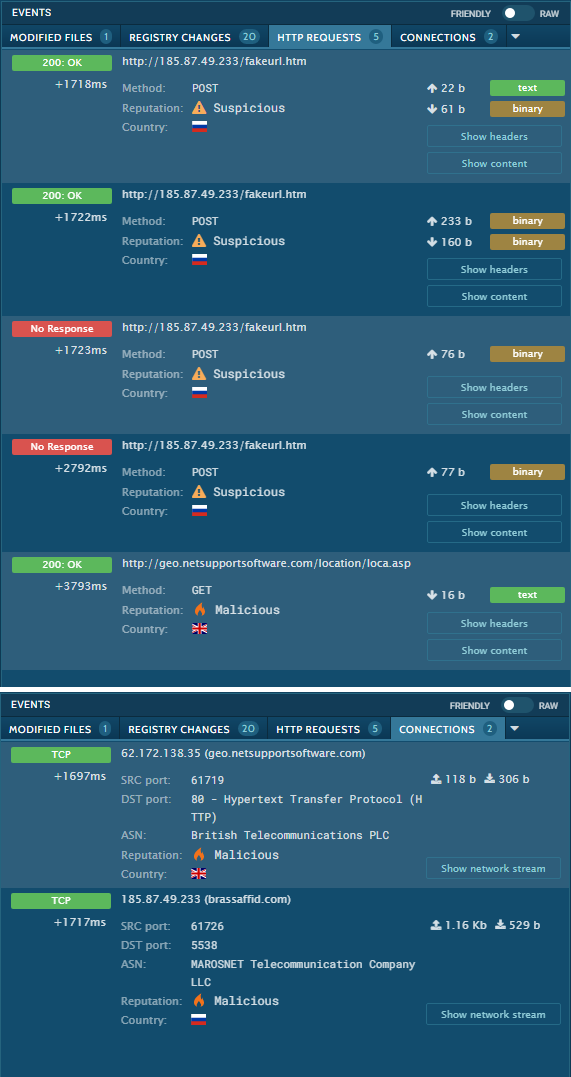 EVENTS FRIENDLY RAW
MODIFIED FILES 1 REGISTRY CHANGES 20 HTTP REQUESTS 5 CONNECTIONS 2
200: OK http://185.87.49.233/fakeurl.htm
+1718ms Method: POST 22 b text
Reputation: Suspicious 61 b binary
Country:
Show headers
Show content
200: OK http://185.87.49.233/fakeurl.htm
+1722ms Method: POST 233 b binary
Reputation: Suspicious 160 b binary
Country:
Show headers
Show content
No Response http://185.87.49.233/fakeurl.htm
+1723ms Method: POST 76 b binary
Reputation: Suspicious
Country:
Show headers
Show content
No Response http://185.87.49.233/fakeurl.htm
+2792ms Method: POST 77 b binary
Reputation: Suspicious
Country:
Show headers
Show content
200: OK http://geo.netsupportsoftware.com/location/loca.asp
+3793ms Method: GET 16 b text
Reputation: Malicious
Country:
Show headers
Show content
EVENTS FRIENDLY RAW
MODIFIED FILES 1 REGISTRY CHANGES 20 HTTP REQUESTS 5 CONNECTIONS 2
TCP 62.172.138.35 (geo.netsupportsoftware.com)
+1697ms SRC port: 61719 118 b 306 b
DST port: 80 - Hypertext Transfer Protocol (H
TTP)
ASN: British Telecommunications PLC
Reputation: Malicious
Country: Show network stream
TCP 185.87.49.233 (brassaffid.com)
+1717ms SRC port: 61726 1.16 Kb 529 b
DST port: 5538
ASN: MAROSNET Telecommunication Company
LLC
Reputation: Malicious
Country: Show network stream